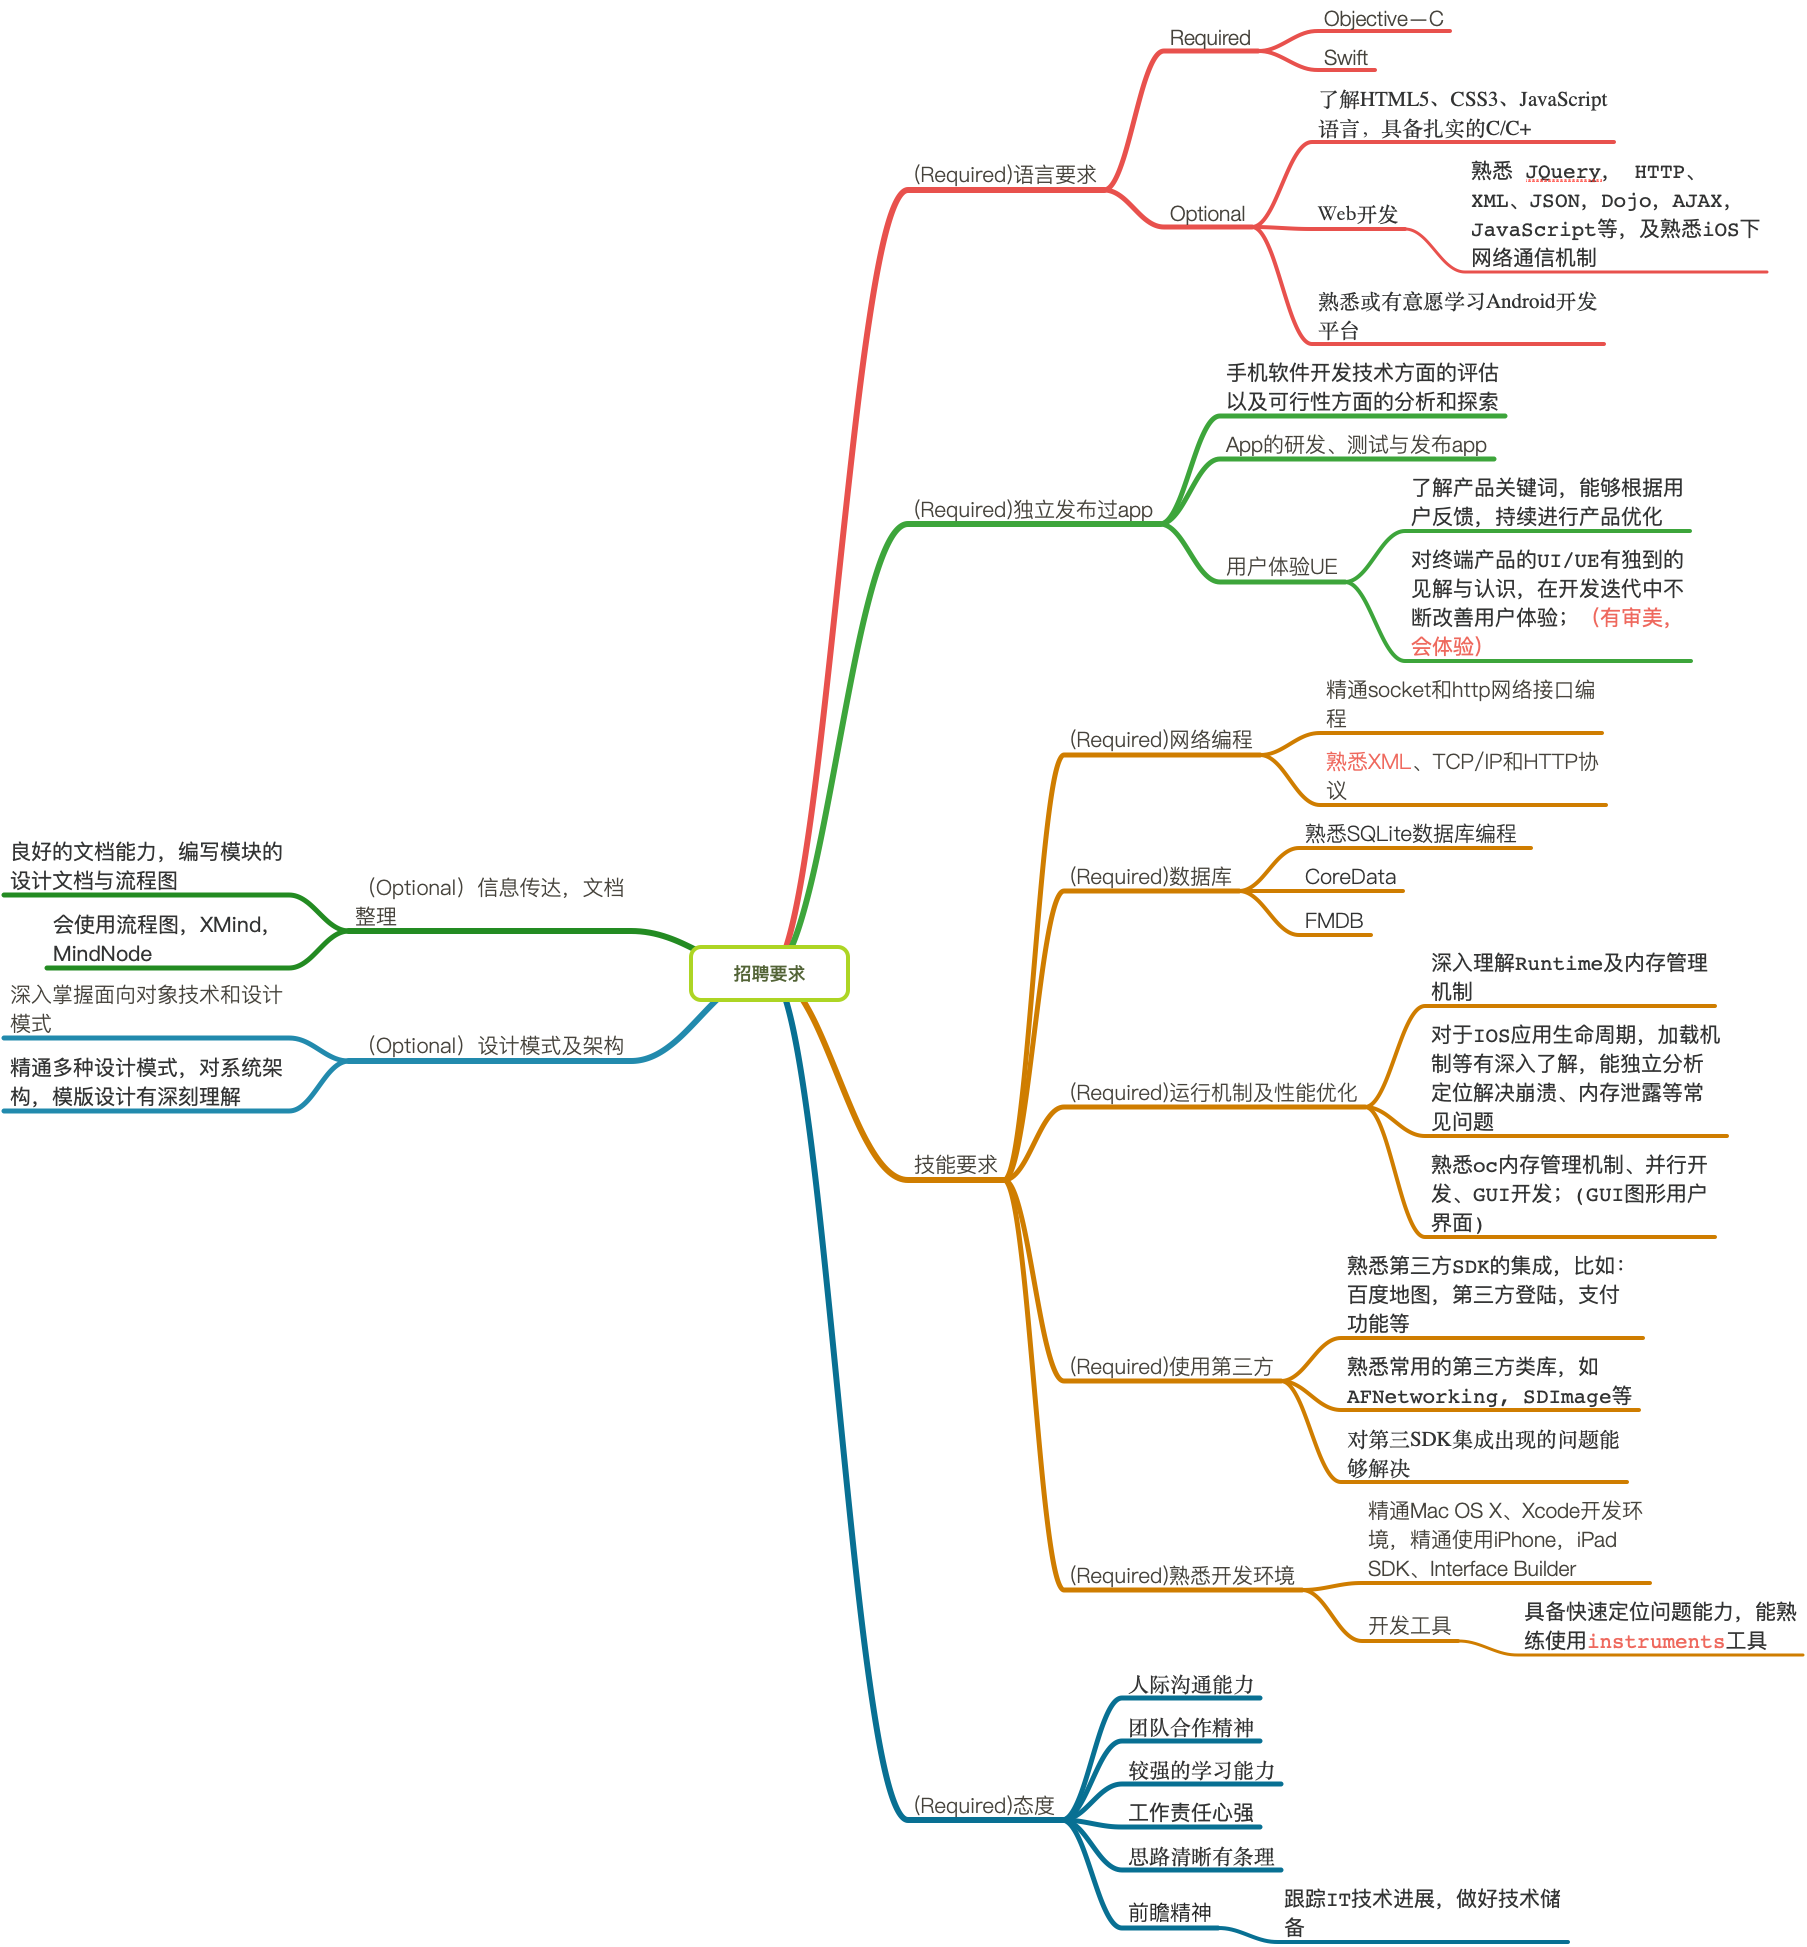 招聘要求
(Required)语言要求
Required
Objective—C
Swift
Optional
了解HTML5、CSS3、JavaScript
语言，具备扎实的C/C+
Web开发
熟悉 JQuery， HTTP、
XML、JSON，Dojo，AJAX，
JavaScript等，及熟悉iOS下
网络通信机制
熟悉或有意愿学习Android开发
平台
(Required)独立发布过app
手机软件开发技术方面的评估
以及可行性方面的分析和探索
App的研发、测试与发布app
用户体验UE
了解产品关键词，能够根据用
户反馈，持续进行产品优化
对终端产品的UI/UE有独到的
见解与认识，在开发迭代中不
断改善用户体验；（有审美，
会体验）
技能要求
(Required)网络编程
精通socket和http网络接口编
程
熟悉XML、TCP/IP和HTTP协
议
(Required)数据库
熟悉SQLite数据库编程
CoreData
FMDB
(Required)运行机制及性能优化
深入理解Runtime及内存管理
机制
对于IOS应用生命周期，加载机
制等有深入了解，能独立分析
定位解决崩溃、内存泄露等常
见问题
熟悉oc内存管理机制、并行开
发、GUI开发；(GUI图形用户
界面)
(Required)使用第三方
熟悉第三方SDK的集成，比如：
百度地图，第三方登陆，支付
功能等
熟悉常用的第三方类库，如
AFNetworking, SDImage等
对第三SDK集成出现的问题能
够解决
(Required)熟悉开发环境
精通Mac OS X、Xcode开发环
境，精通使用iPhone，iPad
SDK、Interface Builder
开发工具
具备快速定位问题能力，能熟
练使用instruments工具
(Required)态度
人际沟通能力
团队合作精神
较强的学习能力
工作责任心强
思路清晰有条理
前瞻精神
跟踪IT技术进展，做好技术储
备
（Optional）信息传达，文档
整理
良好的文档能力，编写模块的
设计文档与流程图
会使用流程图，XMind，
MindNode
（Optional）设计模式及架构
深入掌握面向对象技术和设计
模式
精通多种设计模式，对系统架
构，模版设计有深刻理解